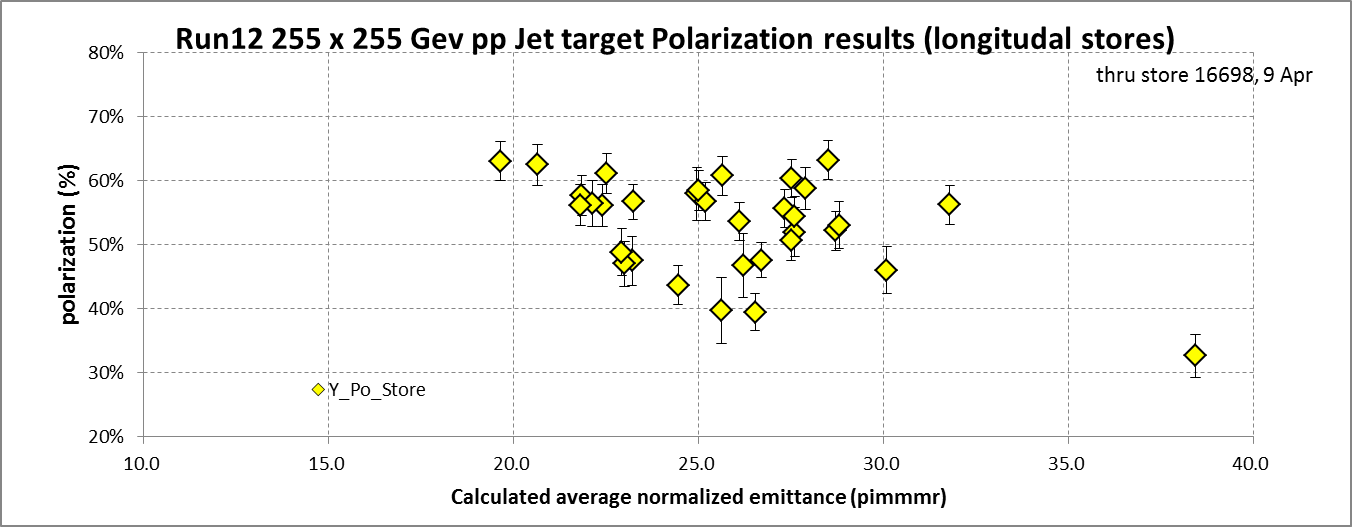 Run12 255 x 255 Gev pp Jet target Polarization results (longitudal stores)
thru store 16698, 9 Apr
80%
70%
60%
50%
40%
30%
20%
polarization (%)
Y_Po_Store
10.0 15.0 20.0 25.0 30.0 35.0 40.0
Calculated average normalized emittance (pimmmr)